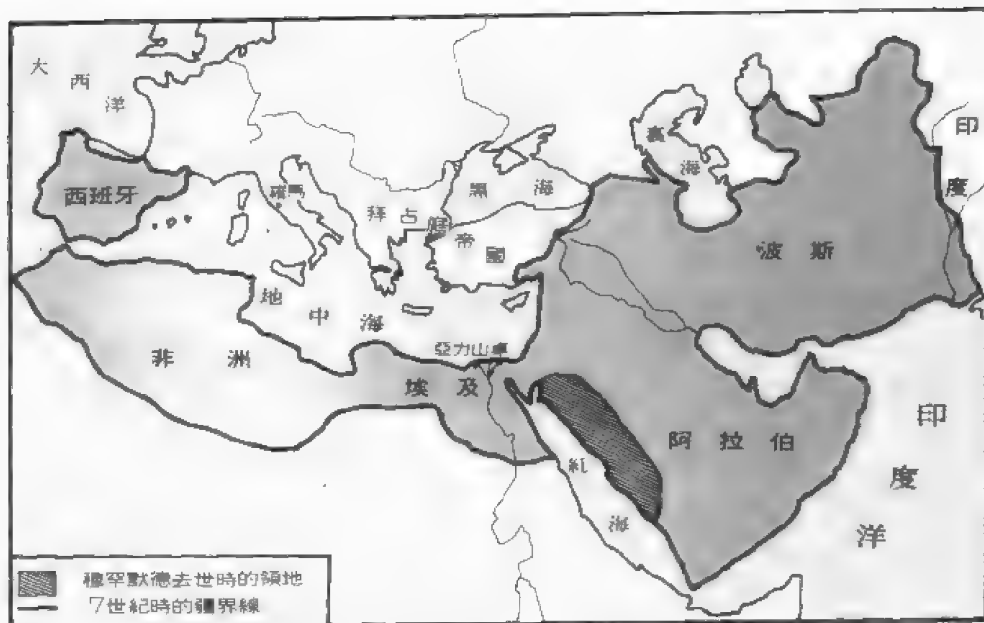 大西洋
西班牙
羅馬
拜占庭帝國
黑海
裏海
印度
波斯
地中海
亞力山卓
非洲
埃及
阿拉伯
紅海
印度洋
穆罕默德去世時的領地
7世紀時的疆界線